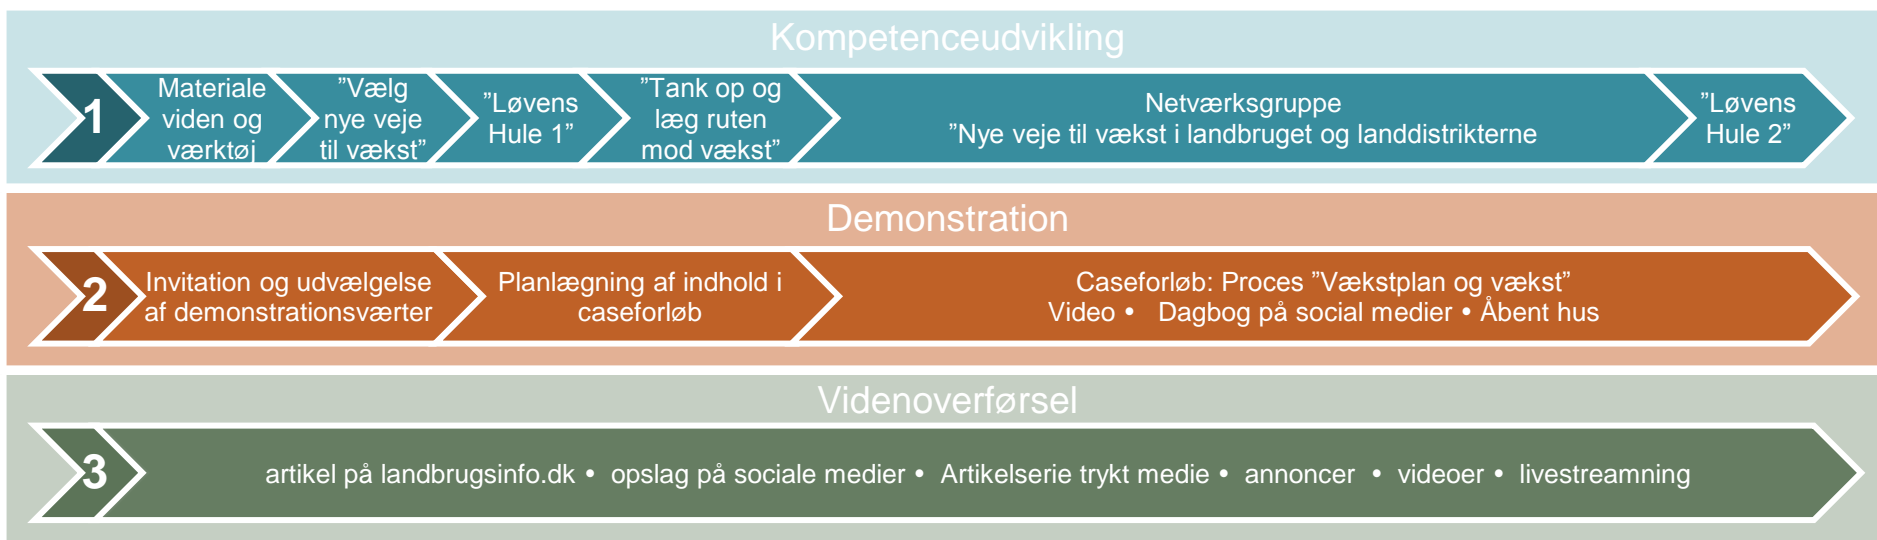 Kompetenceudvikling
1
Materiale
viden og
værktøj
”Vælg
nye veje
til vækst”
”Løvens
Hule 1”
”Tank op og
læg ruten
mod vækst”
Netværksgruppe
”Nye veje til vækst i landbruget og landdistrikterne
”Løvens
Hule 2”
Demonstration
2
Invitation og udvælgelse
af demonstrationsværter
Planlægning af indhold i
caseforløb
Caseforløb: Proces ”Vækstplan og vækst”
Video • Dagbog på social medier • Åbent hus
Videnoverførsel
3
artikel på landbrugsinfo.dk • opslag på sociale medier • Artikelserie trykt medie • annoncer • videoer • livestreamning